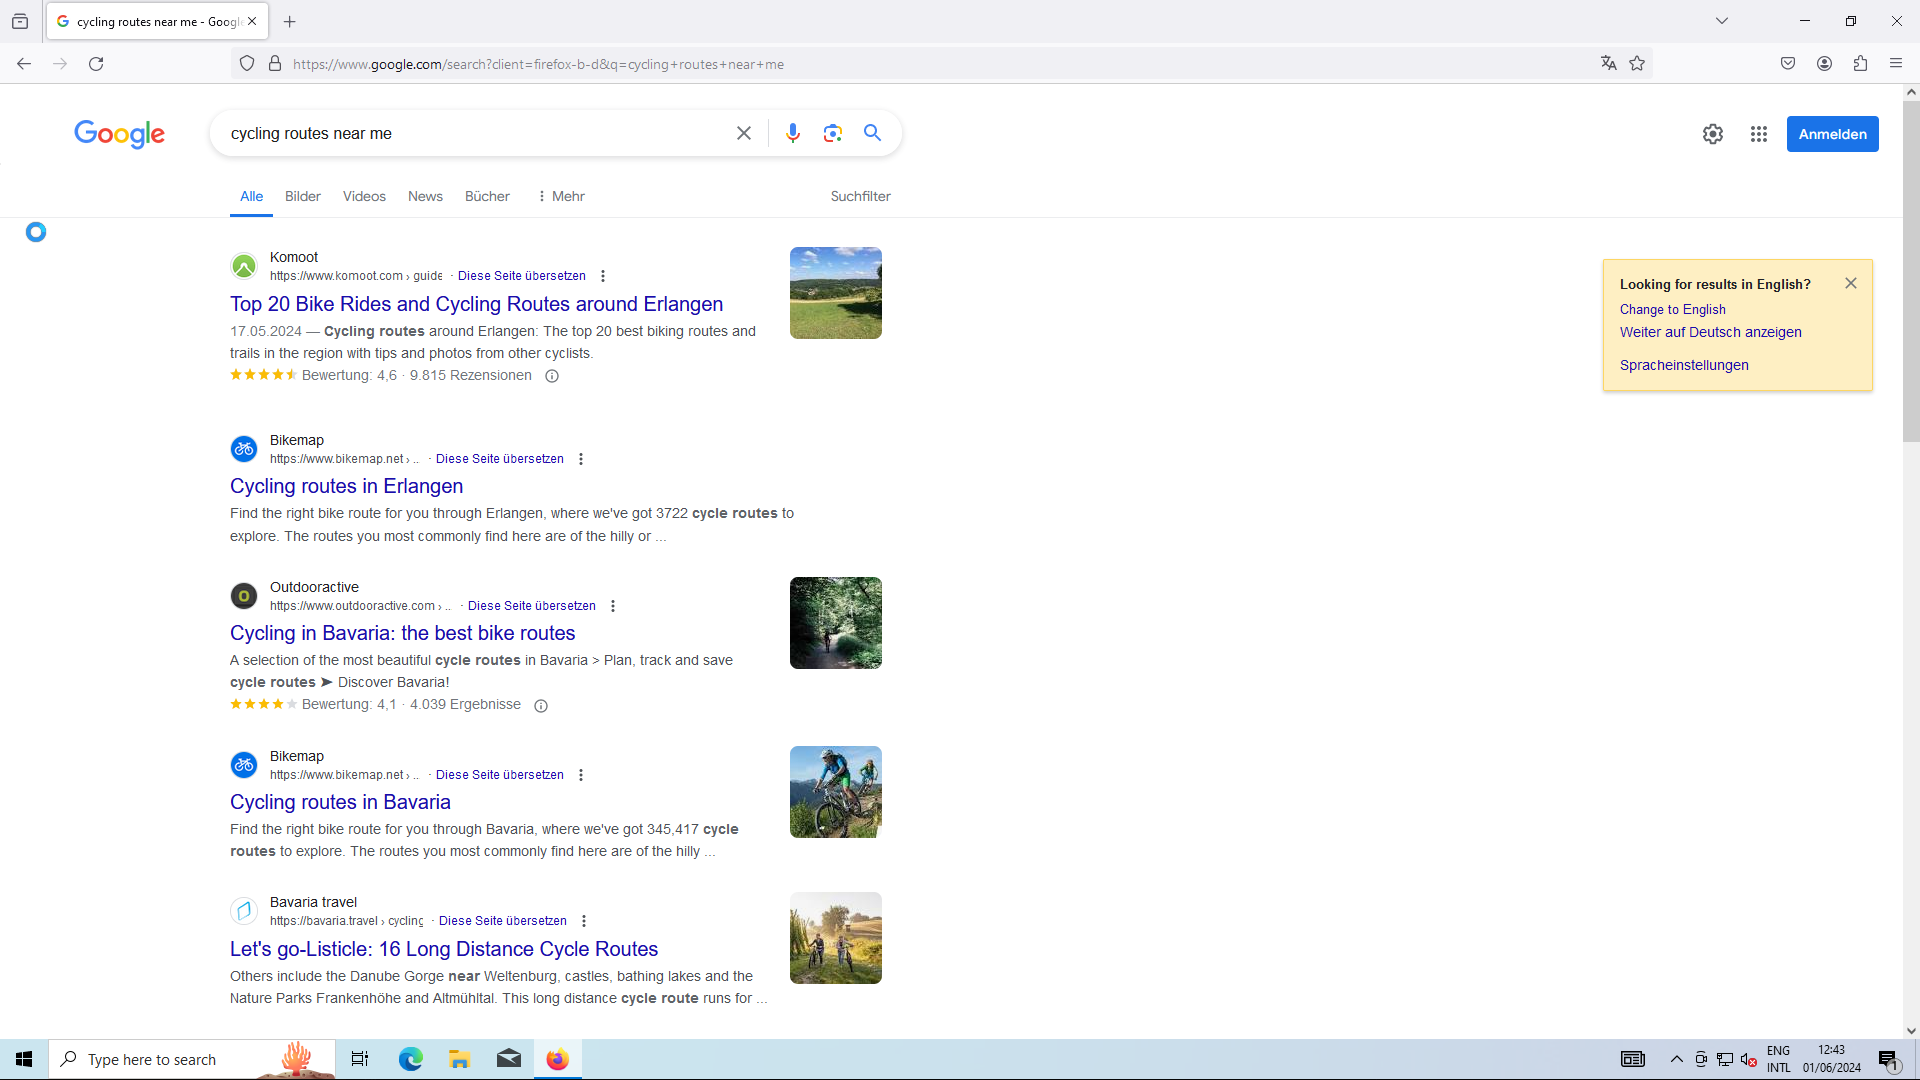 cycling routes near me - Google
https://www.google.com/search?client=firefox-b-d&q=cycling+routes+near+me
Google
cycling routes near me
Anmelden
Alle
Bilder
Videos
News
Bücher
Mehr
Suchfilter
Komoot
https://www.komoot.com › guide · Diese Seite übersetzen
Top 20 Bike Rides and Cycling Routes around Erlangen
17.05.2024 — Cycling routes around Erlangen: The top 20 best biking routes and
trails in the region with tips and photos from other cyclists.
Bewertung: 4,6 · 9.815 Rezensionen
Looking for results in English?
Change to English
Weiter auf Deutsch anzeigen
Spracheinstellungen
Bikemap
https://www.bikemap.net › .. · Diese Seite übersetzen
Cycling routes in Erlangen
Find the right bike route for you through Erlangen, where we've got 3722 cycle routes to
explore. The routes you most commonly find here are of the hilly or ...
Outdooractive
https://www.outdooractive.com › .. · Diese Seite übersetzen
Cycling in Bavaria: the best bike routes
A selection of the most beautiful cycle routes in Bavaria > Plan, track and save
cycle routes ➤ Discover Bavaria!
Bewertung: 4,1 · 4.039 Ergebnisse
Bikemap
https://www.bikemap.net › .. · Diese Seite übersetzen
Cycling routes in Bavaria
Find the right bike route for you through Bavaria, where we've got 345,417 cycle
routes to explore. The routes you most commonly find here are of the hilly ...
Bavaria travel
https://bavaria.travel › cycling · Diese Seite übersetzen
Let's go-Listicle: 16 Long Distance Cycle Routes
Others include the Danube Gorge near Weltenburg, castles, bathing lakes and the
Nature Parks Frankenhöhe and Altmühltal. This long distance cycle route runs for ...
Type here to search
ENG
INTL
12:43
01/06/2024
1